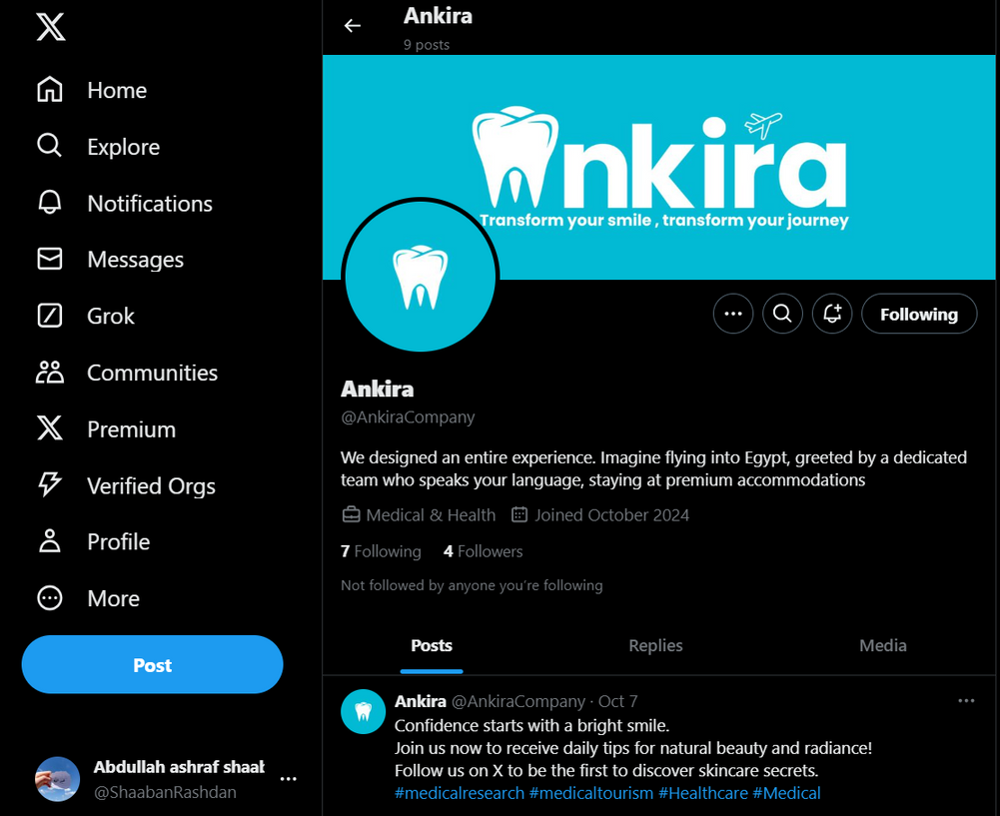 Home
Explore
Notifications
Messages
Grok
Communities
Premium
Verified Orgs
Profile
More
Post
Abdullah ashraf shaab
@ShaabanRashdan
Ankira
9 posts
nkira
Transform your smile , transform your journey
Following
Ankira
@AnkiraCompany
We designed an entire experience. Imagine flying into Egypt, greeted by a dedicated
team who speaks your language, staying at premium accommodations
Medical & Health Joined October 2024
7 Following 4 Followers
Not followed by anyone you're following
Posts Replies Media
Ankira @AnkiraCompany · Oct 7
Confidence starts with a bright smile.
Join us now to receive daily tips for natural beauty and radiance!
Follow us on X to be the first to discover skincare secrets.
#medicalresearch #medicaltourism #Healthcare #Medical